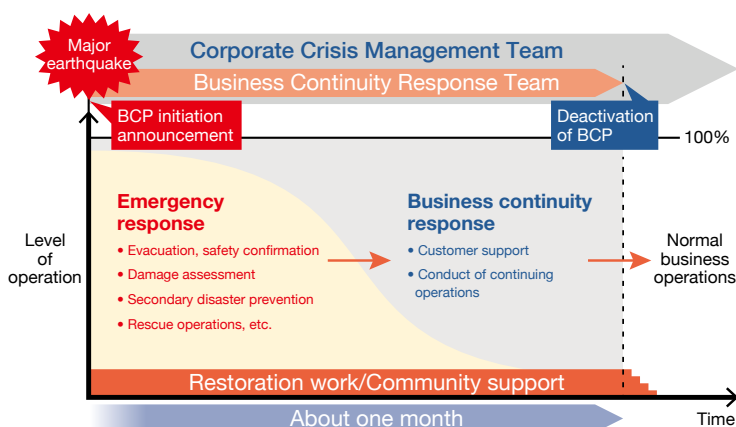 Major
earthquake
Corporate Crisis Management Team
Business Continuity Response Team
BCP initiation
announcement
Deactivation
of BCP
100%
Emergency
response
• Evacuation, safety confirmation
• Damage assessment
• Secondary disaster prevention
• Rescue operations, etc.
Business continuity
response
• Customer support
• Conduct of continuing
operations
Level
of
operation
Normal
business
operations
Restoration work/Community support
About one month
Time